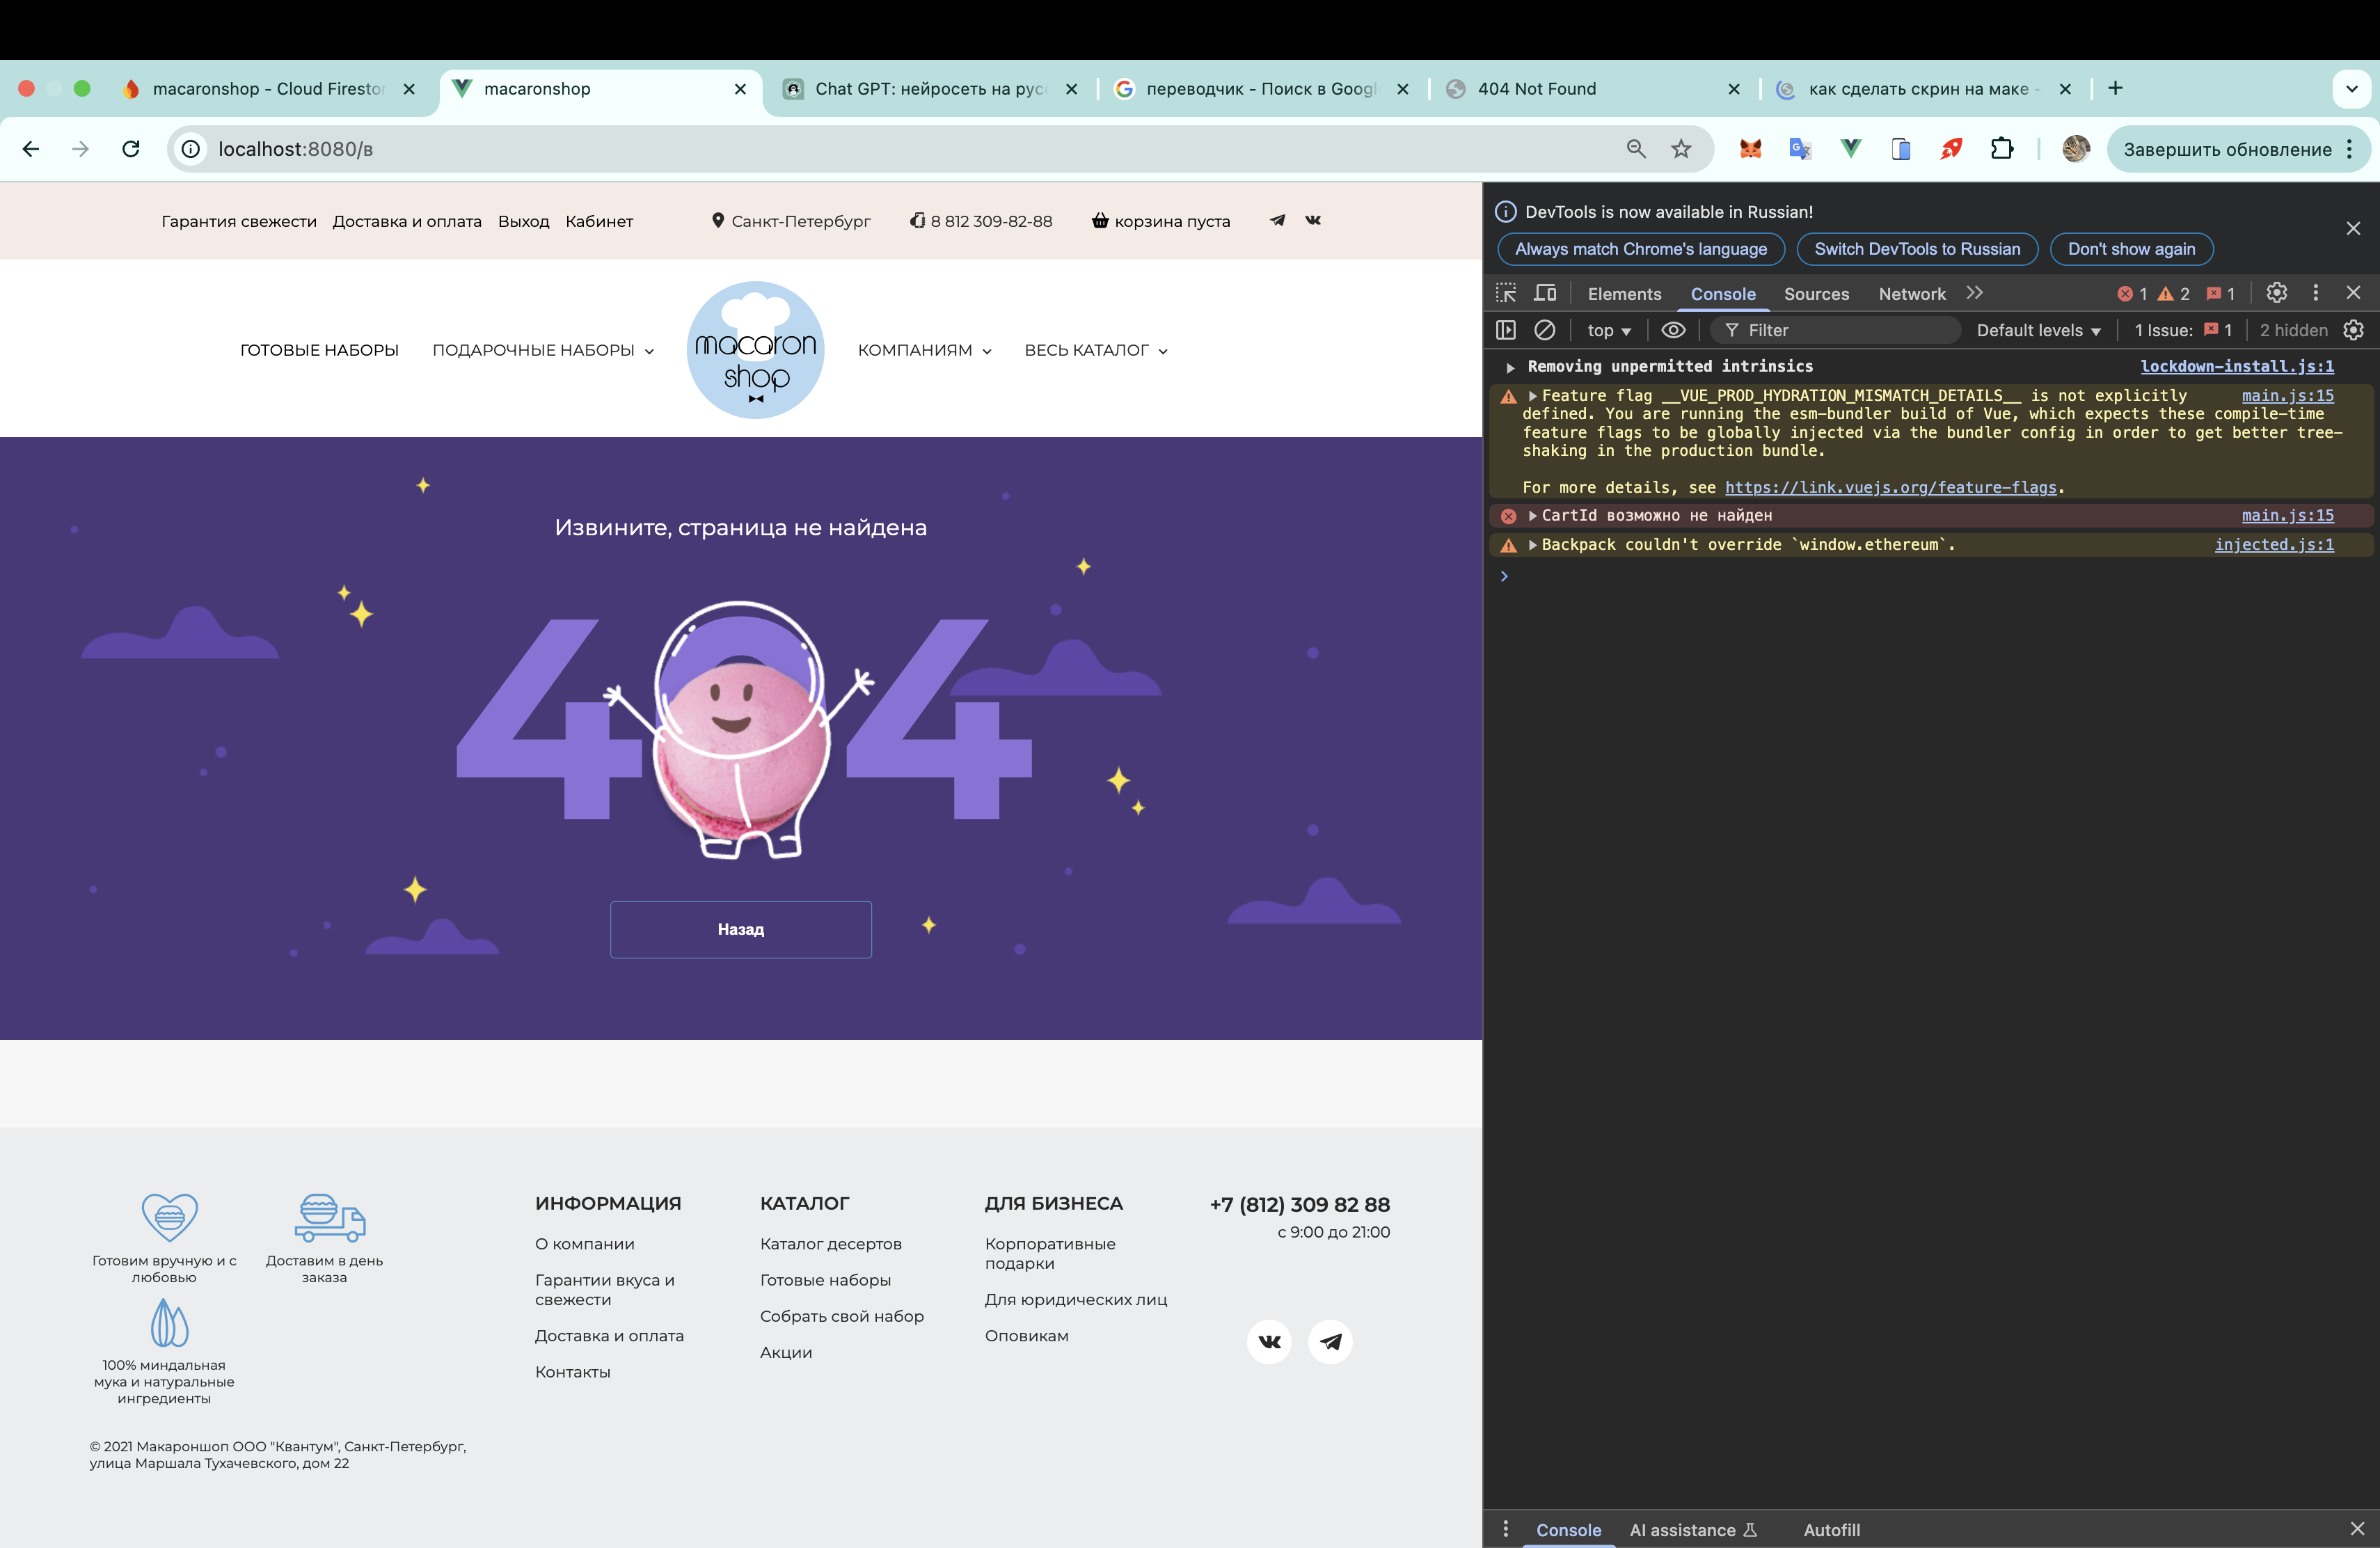 macaronshop - Cloud Firestor
macaronshop
Chat GPT: нейросеть на русс
переводчик - Поиск в Googl
404 Not Found
как сделать скрин на маке -
localhost:8080/в
Завершить обновление
Гарантия свежести Доставка и оплата Выход Кабинет Санкт-Петербург 8 812 309-82-88 корзина пуста
ГОТОВЫЕ НАБОРЫ ПОДАРОЧНЫЕ НАБОРЫ
macaron
shop
КОМПАНИЯМ ВЕСЬ КАТАЛОГ
Извините, страница не найдена
404
Назад
Готовим вручную и с
любовью
Доставим в день
заказа
100% миндальная
мука и натуральные
ингредиенты
© 2021 Макароншоп ООО "Квантум", Санкт-Петербург,
улица Маршала Тухачевского, дом 22
ИНФОРМАЦИЯ
О компании
Гарантии вкуса и
свежести
Доставка и оплата
Контакты
КАТАЛОГ
Каталог десертов
Готовые наборы
Собрать свой набор
Акции
ДЛЯ БИЗНЕСА
Корпоративные
подарки
Для юридических лиц
Оповикам
+7 (812) 309 82 88
с 9:00 до 21:00
DevTools is now available in Russian!
Always match Chrome's language Switch DevTools to Russian Don't show again
Elements Console Sources Network 1 2 1
top Filter Default levels 1 Issue: 1 2 hidden
Removing unpermitted intrinsics lockdown-install.js:1
Feature flag __VUE_PROD_HYDRATION_MISMATCH_DETAILS__ is not explicitly main.js:15
defined. You are running the esm-bundler build of Vue, which expects these compile-time
feature flags to be globally injected via the bundler config in order to get better tree-
shaking in the production bundle.
For more details, see https://link.vuejs.org/feature-flags.
CartId возможно не найден main.js:15
Backpack couldn't override `window.ethereum`. injected.js:1
Console AI assistance Autofill